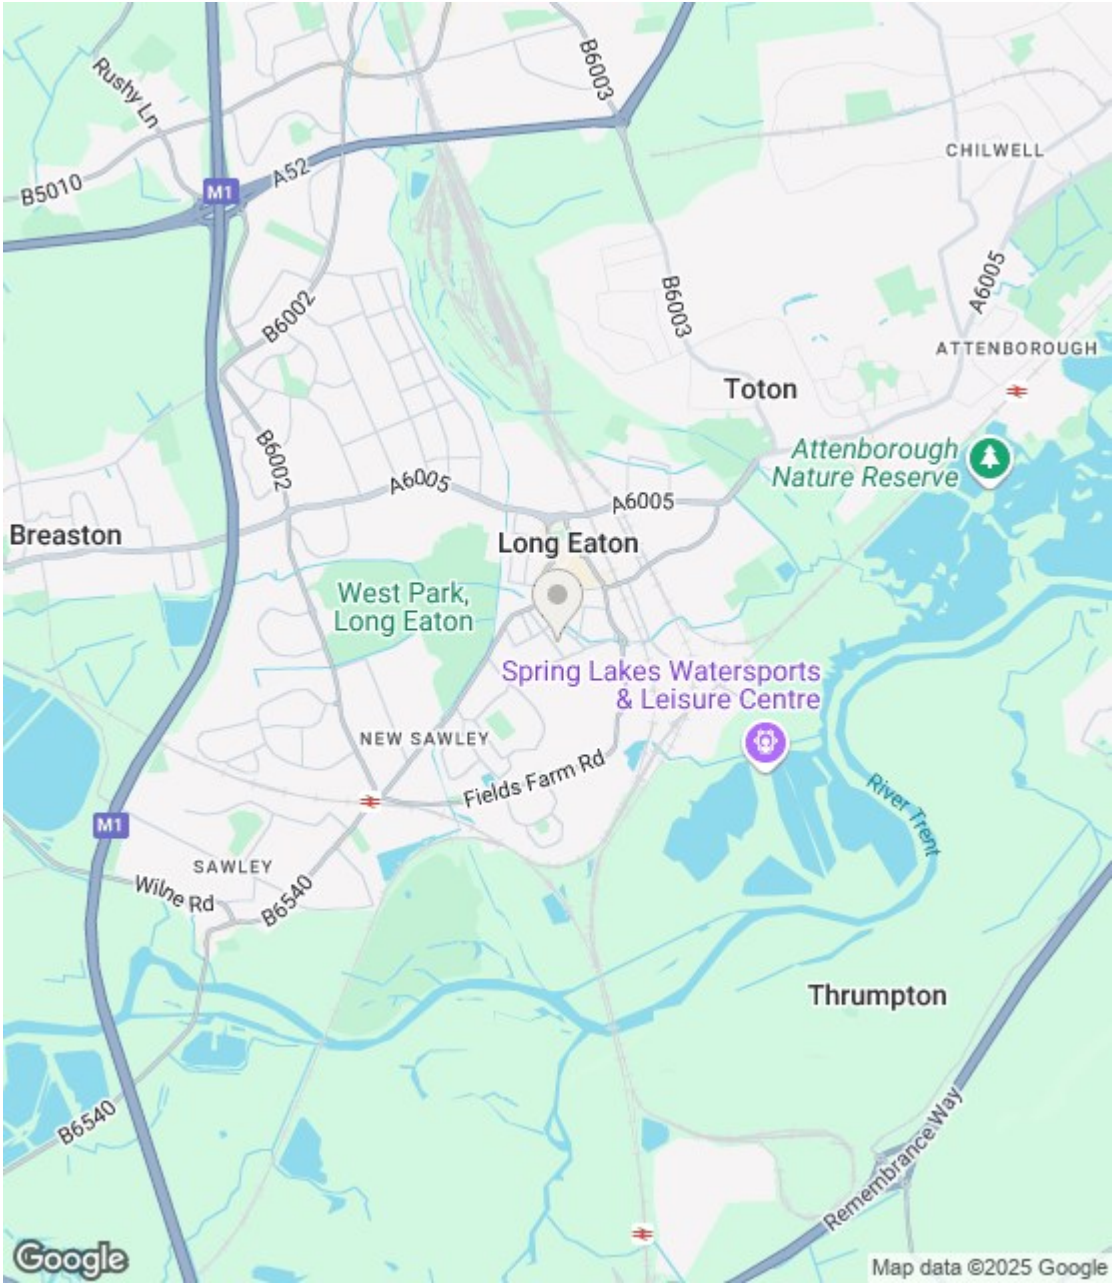 B6003
Rushy Ln
CHILWELL
A52
B5010
M1
A6005
B6003
B6002
ATTENBOROUGH
Toton
B6002
Attenborough
Nature Reserve
A6005
A6005
Breaston
Long Eaton
West Park,
Long Eaton
Spring Lakes Watersports
& Leisure Centre
NEW SAWLEY
Fields Farm Rd
River Trent
M1
SAWLEY
Wilne Rd
B6540
Thrumpton
B6540
Remembrance Way
Google
Map data ©2025 Google